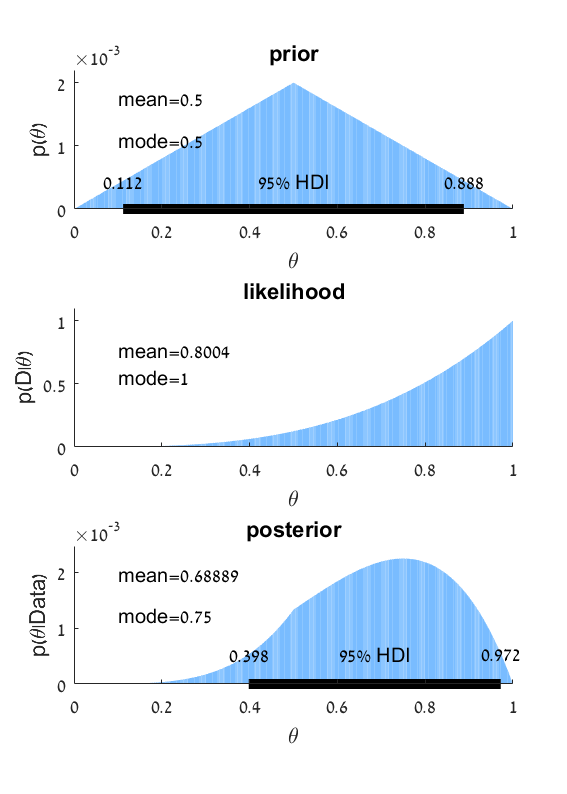 prior
×10⁻³
2
1
0
p(θ)
mean=0.5
mode=0.5
0.112 95% HDI 0.888
0 0.2 0.4 0.6 0.8 1
θ
likelihood
1
0.5
0
p(D|θ)
mean=0.8004
mode=1
0 0.2 0.4 0.6 0.8 1
θ
posterior
×10⁻³
2
1
0
p(θ|Data)
mean=0.68889
mode=0.75
0.398 95% HDI 0.972
0 0.2 0.4 0.6 0.8 1
θ